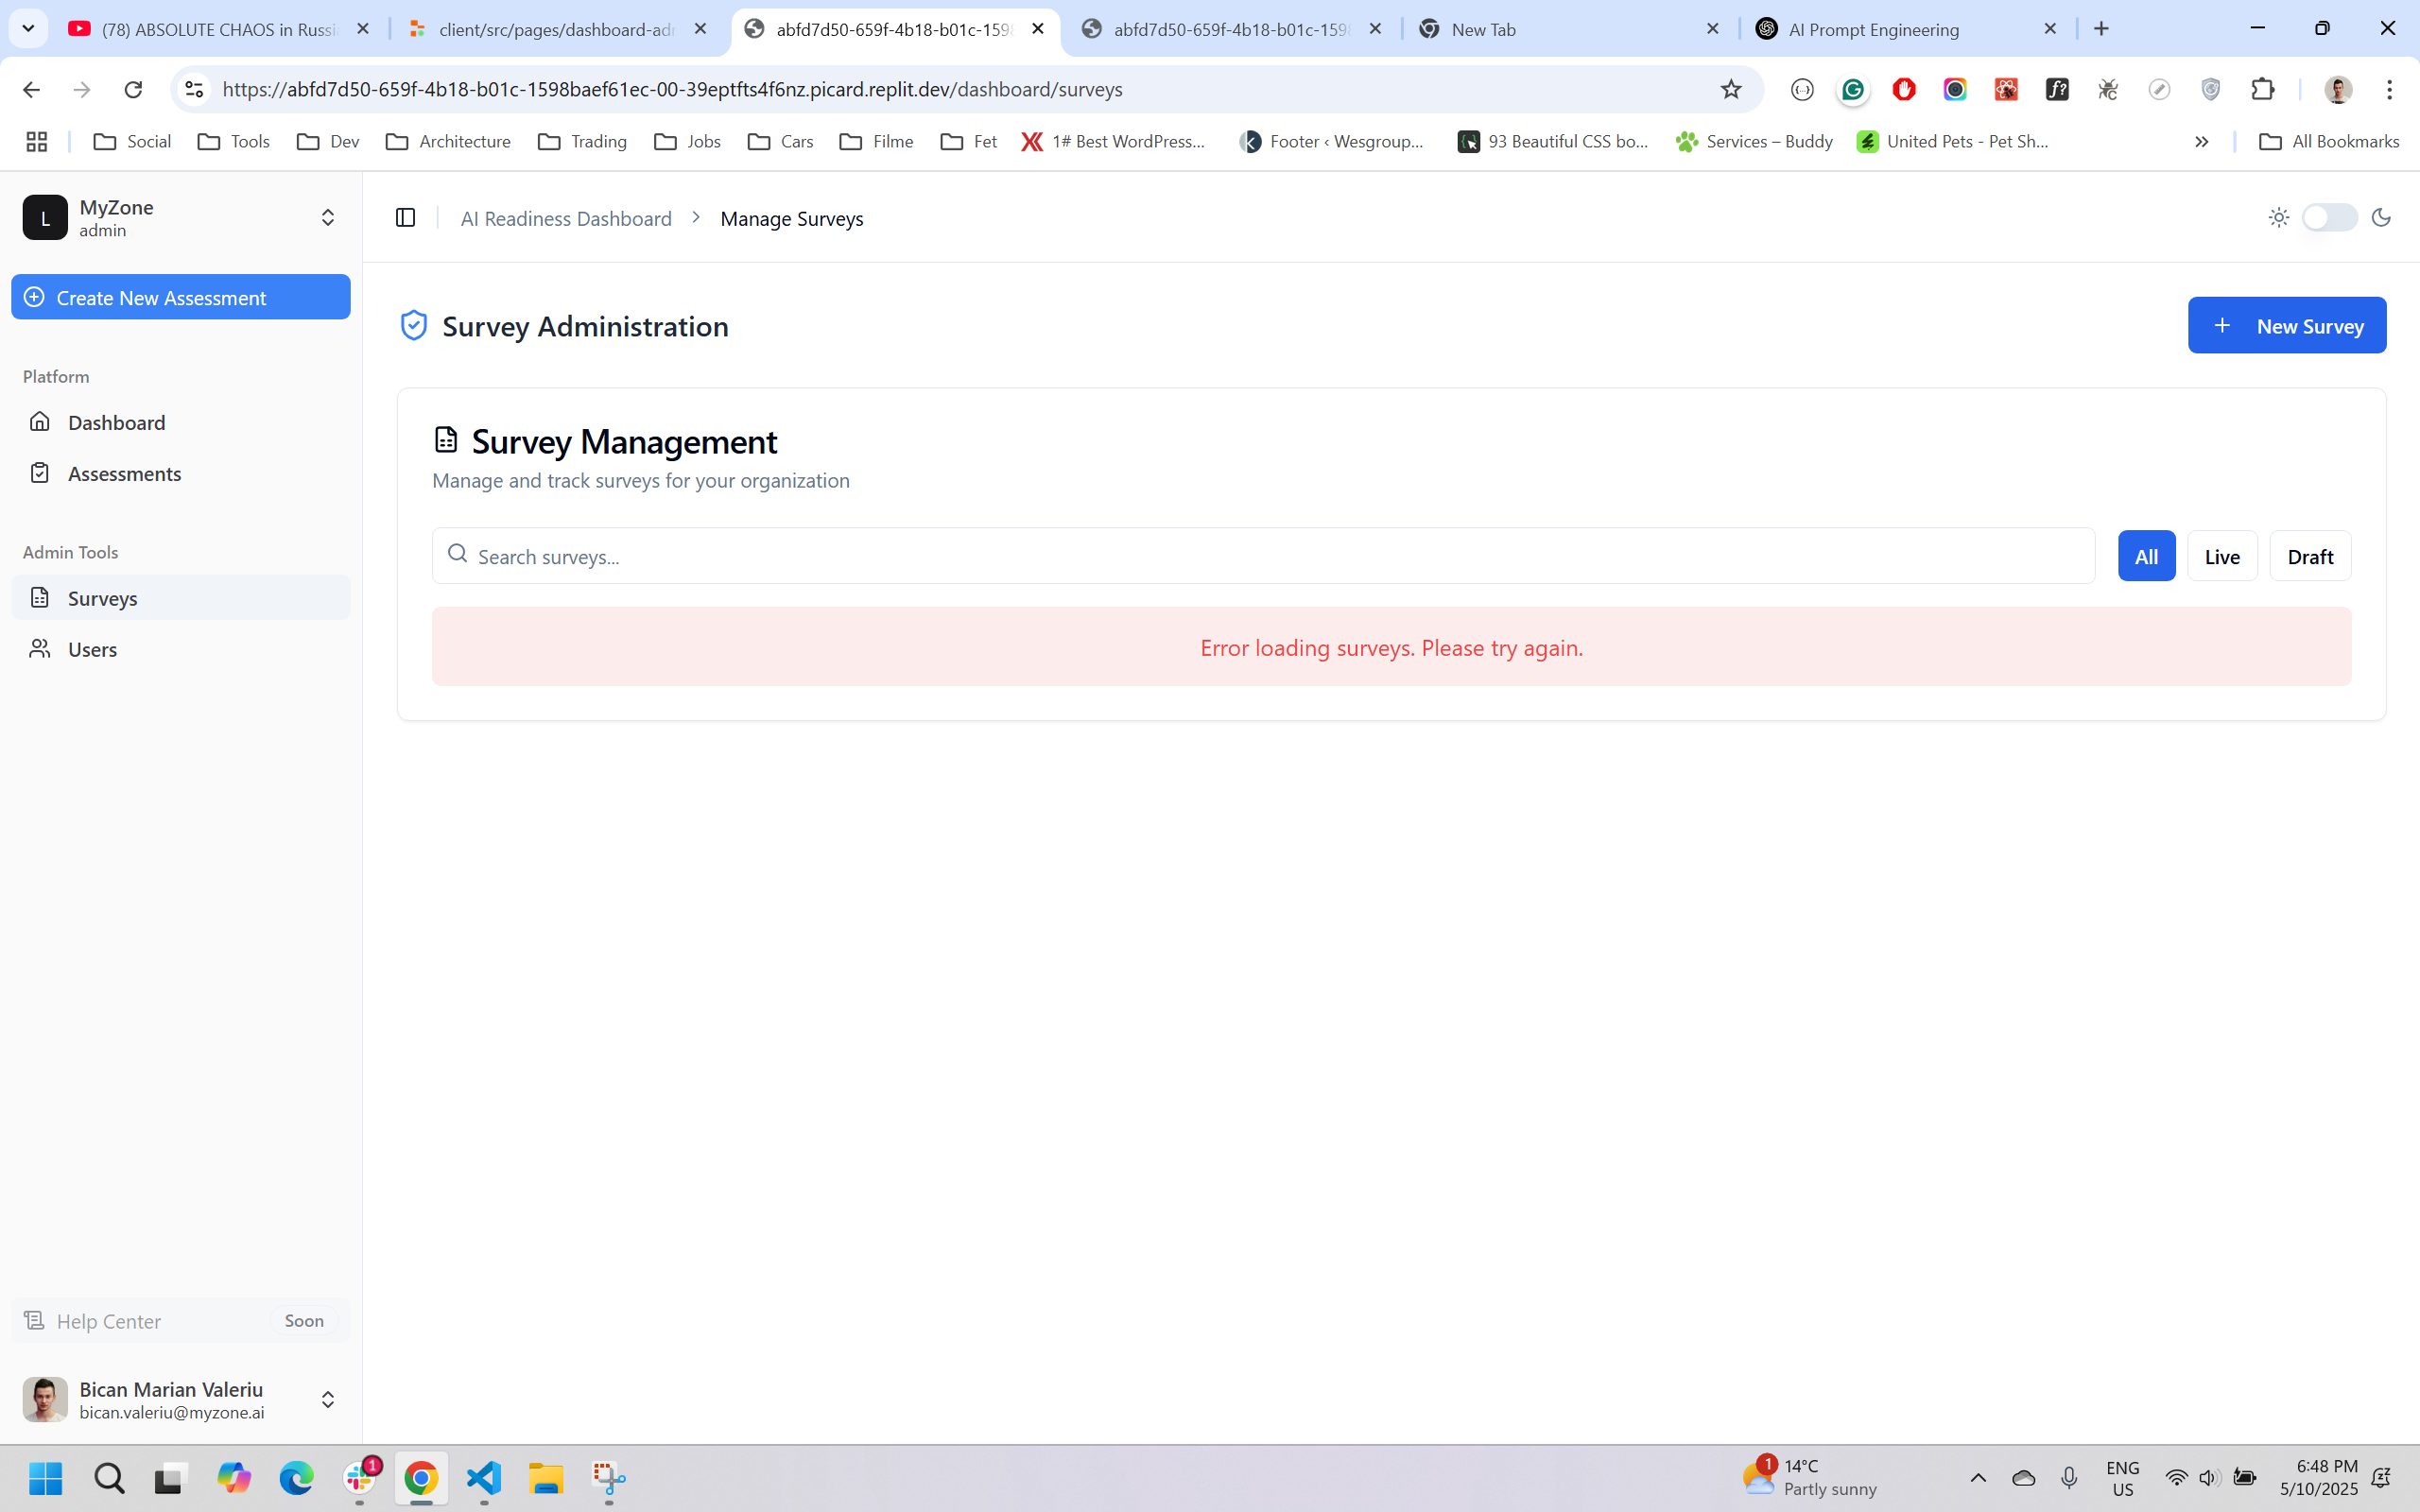 (78) ABSOLUTE CHAOS in Russi
client/src/pages/dashboard-adr
abfd7d50-659f-4b18-b01c-159
abfd7d50-659f-4b18-b01c-159
New Tab
AI Prompt Engineering
https://abfd7d50-659f-4b18-b01c-1598baef61ec-00-39eptfts4f6nz.picard.replit.dev/dashboard/surveys
Social
Tools
Dev
Architecture
Trading
Jobs
Cars
Filme
Fet
1# Best WordPress...
Footer ‹ Wesgroup...
93 Beautiful CSS bo...
Services – Buddy
United Pets - Pet Sh...
All Bookmarks
L
MyZone
admin
AI Readiness Dashboard
Manage Surveys
Create New Assessment
Survey Administration
New Survey
Platform
Dashboard
Assessments
Survey Management
Manage and track surveys for your organization
Search surveys...
All
Live
Draft
Admin Tools
Surveys
Users
Error loading surveys. Please try again.
Help Center
Soon
Bican Marian Valeriu
bican.valeriu@myzone.ai
1
1
14°C
Partly sunny
ENG
US
6:48 PM
5/10/2025